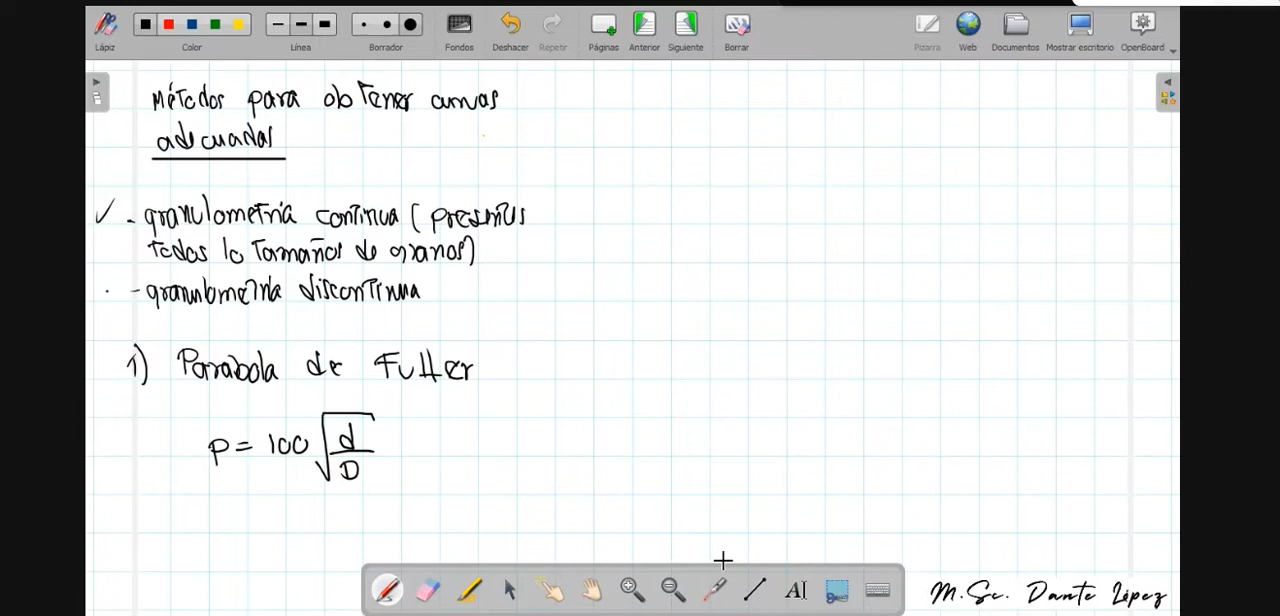 Lápiz Color Línea Borrador Fondos Deshacer Repetir Páginas Anterior Siguiente Borrar Pizarra Web Documentos Mostrar escritorio OpenBoard
Métodos para obtener curvas
adecuadas
✓ - granulometría continua (presentes
todos lo tamaños de granos)
- granulometría discontinua
1) Parabola de Fuller
P = 100 √(d/D)
AI
M.Sc. Dante López